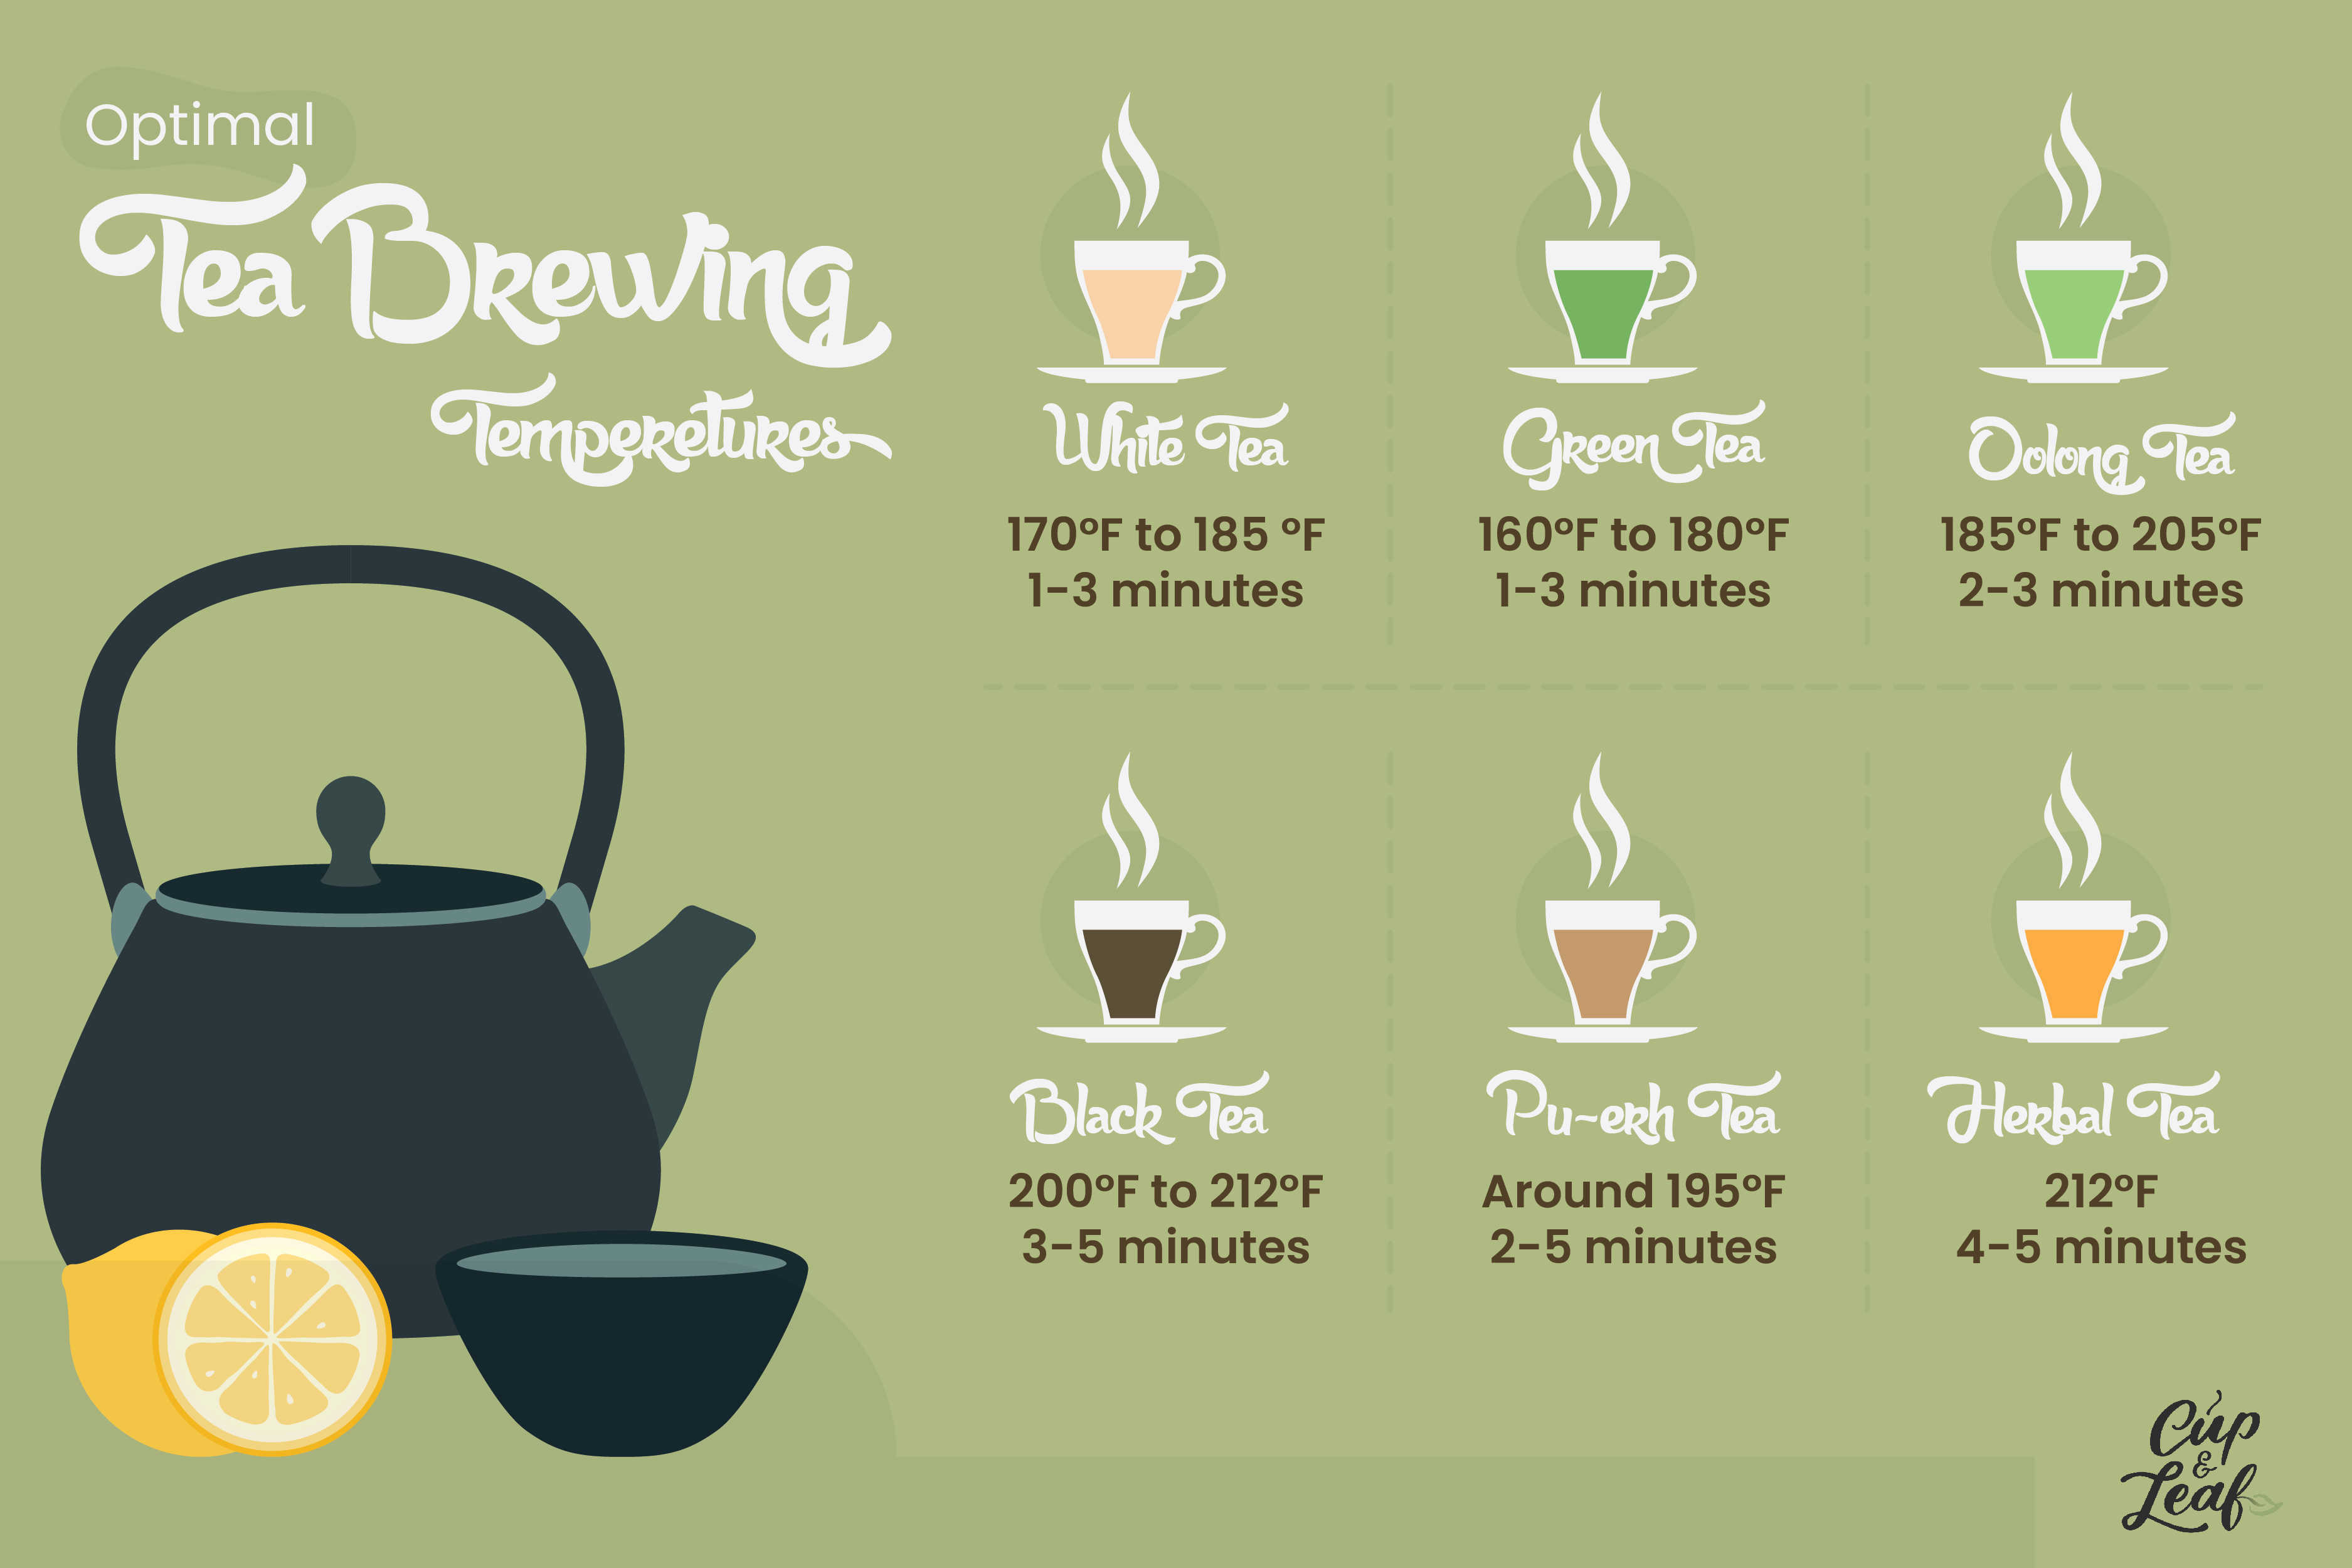 Optimal
Tea Brewing
Temperetures
White Tea
170°F to 185 °F
1-3 minutes
Green Tea
160°F to 180°F
1-3 minutes
Oolong Tea
185°F to 205°F
2-3 minutes
Black Tea
200°F to 212°F
3-5 minutes
Pu-erh Tea
Around 195°F
2-5 minutes
Herbal Tea
212°F
4-5 minutes
Cup
&
Leaf